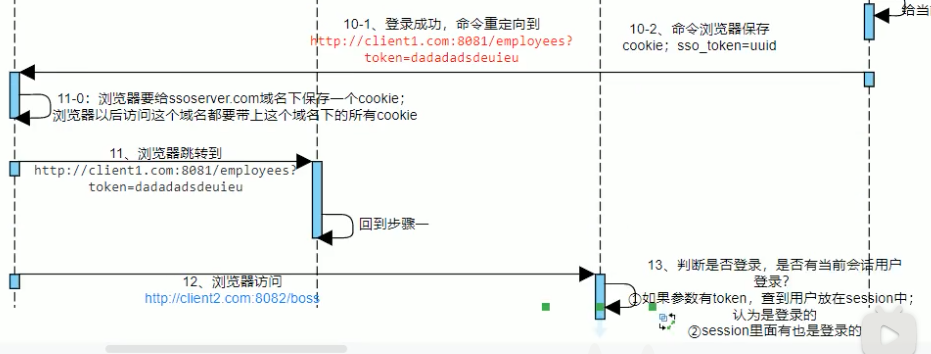 给当
10-1、登录成功，命令重定向到
http://client1.com:8081/employees?
token=dadadadsdeuieu
10-2、命令浏览器保存
cookie；sso_token=uuid
11-0：浏览器要给ssoserver.com域名下保存一个cookie；
浏览器以后访问这个域名都要带上这个域名下的所有cookie
11、浏览器跳转到
http://client1.com:8081/employees?
token=dadadadsdeuieu
回到步骤一
12、浏览器访问
http://client2.com:8082/boss
13、判断是否登录，是否有当前会话用户
登录？
①如果参数有token，查到用户放在session中；
认为是登录的
②session里面有也是登录的